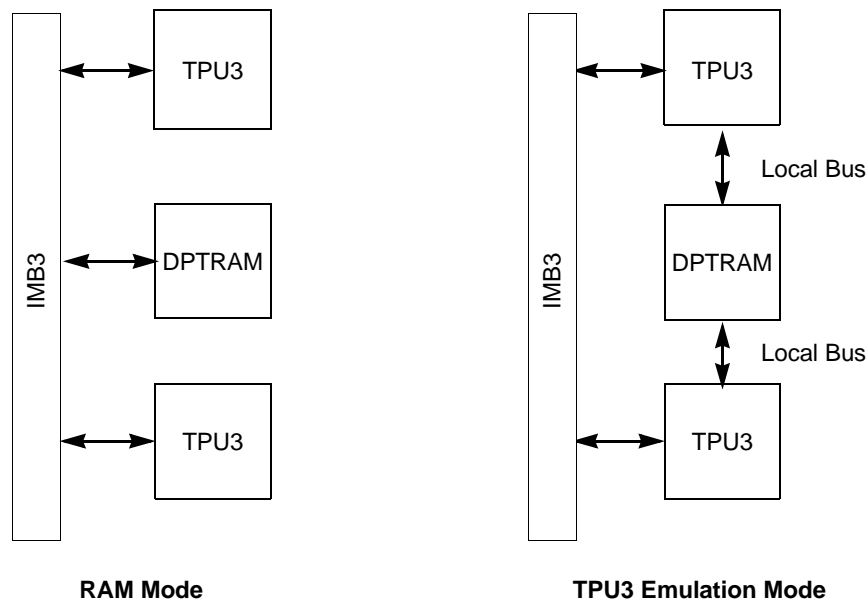 IMB3
TPU3
DPTRAM
TPU3
RAM Mode
IMB3
TPU3
Local Bus
DPTRAM
Local Bus
TPU3
TPU3 Emulation Mode